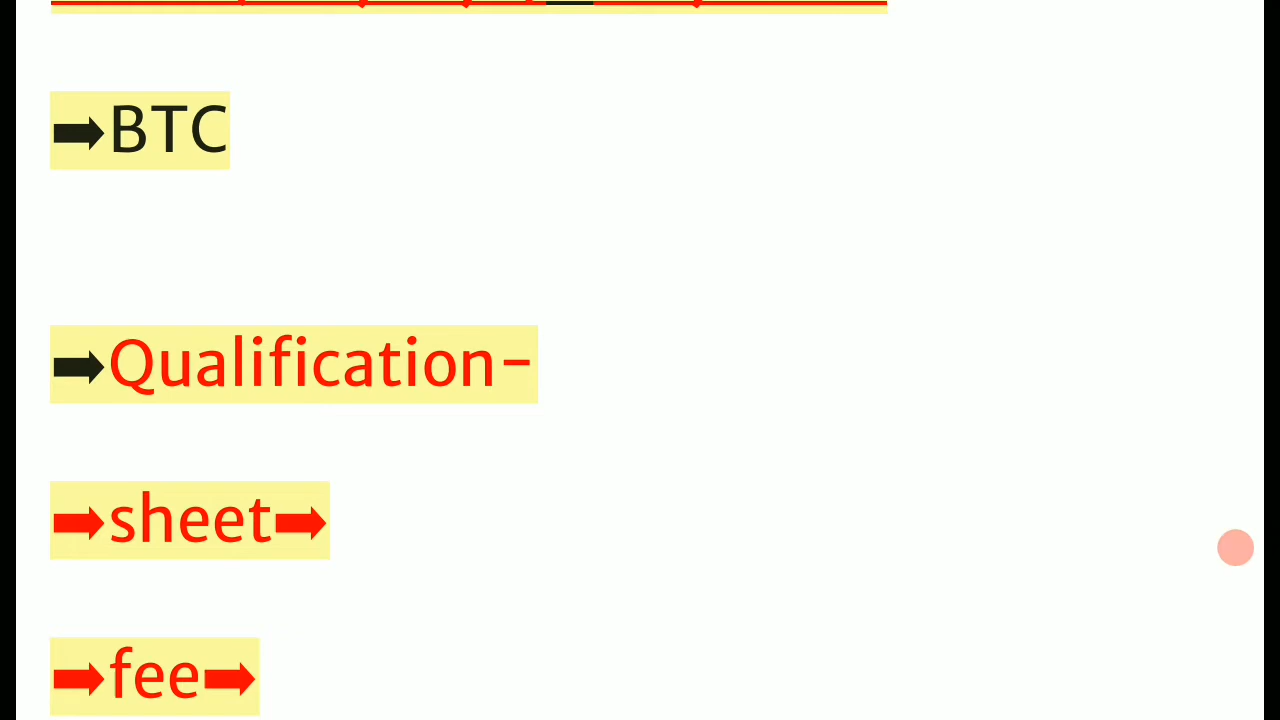 ➡BTC
➡Qualification-
➡sheet➡
➡fee➡